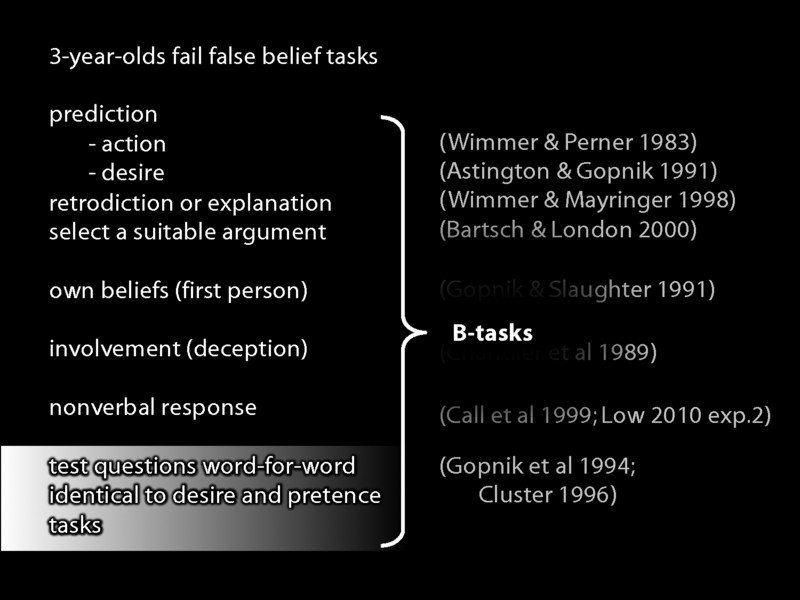 3-year-olds fail false belief tasks
prediction
- action
- desire
retrodiction or explanation
select a suitable argument
own beliefs (first person)
involvement (deception)
nonverbal response
test questions word-for-word
identical to desire and pretence
tasks
(Wimmer & Perner 1983)
(Astington & Gopnik 1991)
(Wimmer & Mayringer 1998)
(Bartsch & London 2000)
(Gopnik & Slaughter 1991)
B-tasks
(Chandler et al 1989)
(Call et al 1999; Low 2010 exp.2)
(Gopnik et al 1994;
Cluster 1996)